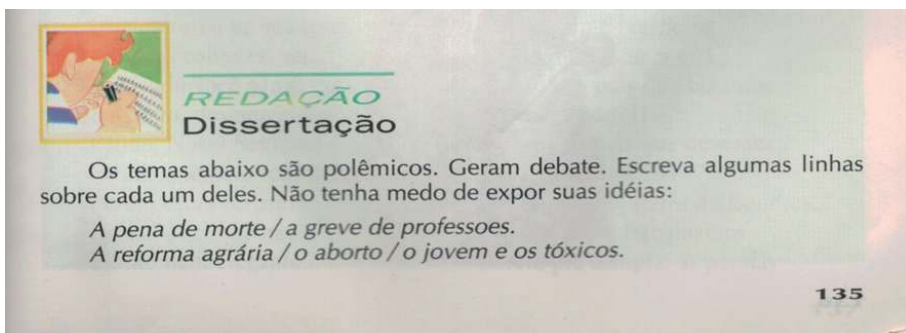 REDAÇÃO
Dissertação
Os temas abaixo são polêmicos. Geram debate. Escreva algumas linhas
sobre cada um deles. Não tenha medo de expor suas idéias:
A pena de morte / a greve de professoes.
A reforma agrária / o aborto / o jovem e os tóxicos.
135